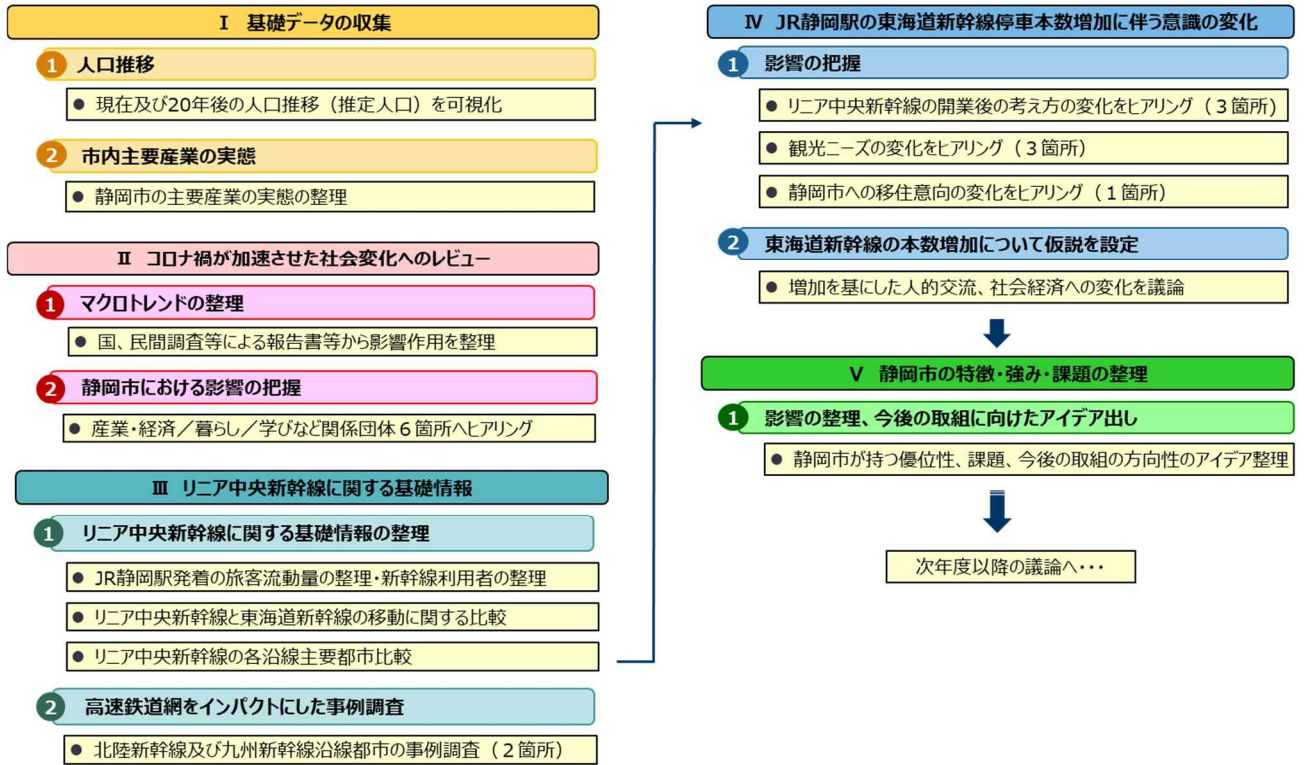 Ⅰ 基礎データの収集
1 人口推移
● 現在及び20年後の人口推移（推定人口）を可視化
2 市内主要産業の実態
● 静岡市の主要産業の実態の整理
Ⅱ コロナ禍が加速させた社会変化へのレビュー
1 マクロトレンドの整理
● 国、民間調査等による報告書等から影響作用を整理
2 静岡市における影響の把握
● 産業・経済／暮らし／学びなど関係団体６箇所へヒアリング
Ⅲ リニア中央新幹線に関する基礎情報
1 リニア中央新幹線に関する基礎情報の整理
● JR静岡駅発着の旅客流動量の整理・新幹線利用者の整理
● リニア中央新幹線と東海道新幹線の移動に関する比較
● リニア中央新幹線の各沿線主要都市比較
2 高速鉄道網をインパクトにした事例調査
● 北陸新幹線及び九州新幹線沿線都市の事例調査（２箇所）
Ⅳ JR静岡駅の東海道新幹線停車本数増加に伴う意識の変化
1 影響の把握
● リニア中央新幹線の開業後の考え方の変化をヒアリング（３箇所）
● 観光ニーズの変化をヒアリング（３箇所）
● 静岡市への移住意向の変化をヒアリング（１箇所）
2 東海道新幹線の本数増加について仮説を設定
● 増加を基にした人的交流、社会経済への変化を議論
Ⅴ 静岡市の特徴・強み・課題の整理
1 影響の整理、今後の取組に向けたアイデア出し
● 静岡市が持つ優位性、課題、今後の取組の方向性のアイデア整理
次年度以降の議論へ・・・